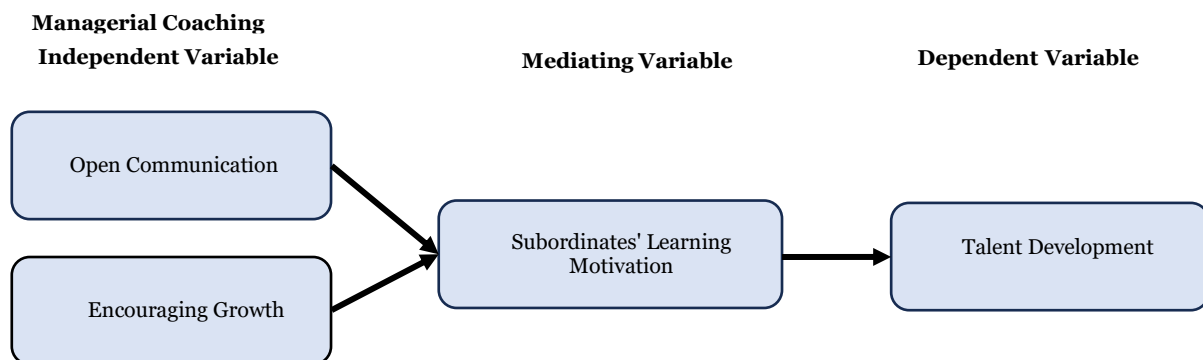 Managerial Coaching
Independent Variable
Mediating Variable
Dependent Variable
Open Communication
Encouraging Growth
Subordinates' Learning
Motivation
Talent Development